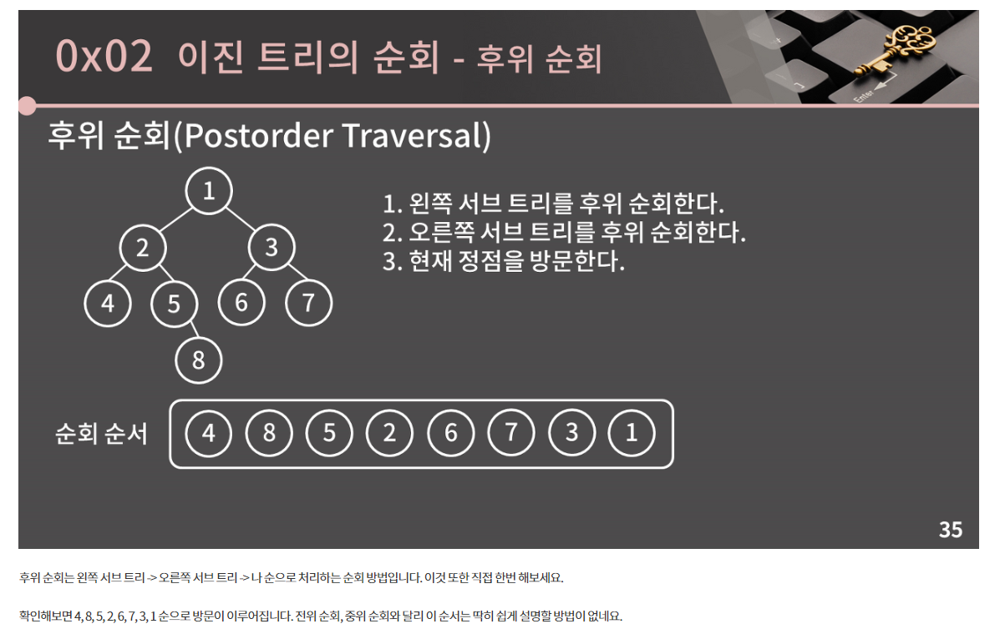 0x02 이진 트리의 순회 - 후위 순회
Enter
후위 순회(Postorder Traversal)
1
2
3
4
5
6
7
8
1. 왼쪽 서브 트리를 후위 순회한다.
2. 오른쪽 서브 트리를 후위 순회한다.
3. 현재 정점을 방문한다.
순회 순서 4 8 5 2 6 7 3 1
35
후위 순회는 왼쪽 서브 트리 -> 오른쪽 서브 트리 -> 나 순으로 처리하는 순회 방법입니다. 이것 또한 직접 한번 해보세요.
확인해보면 4, 8, 5, 2, 6, 7, 3, 1 순으로 방문이 이루어집니다. 전위 순회, 중위 순회와 달리 이 순서는 딱히 쉽게 설명할 방법이 없네요.